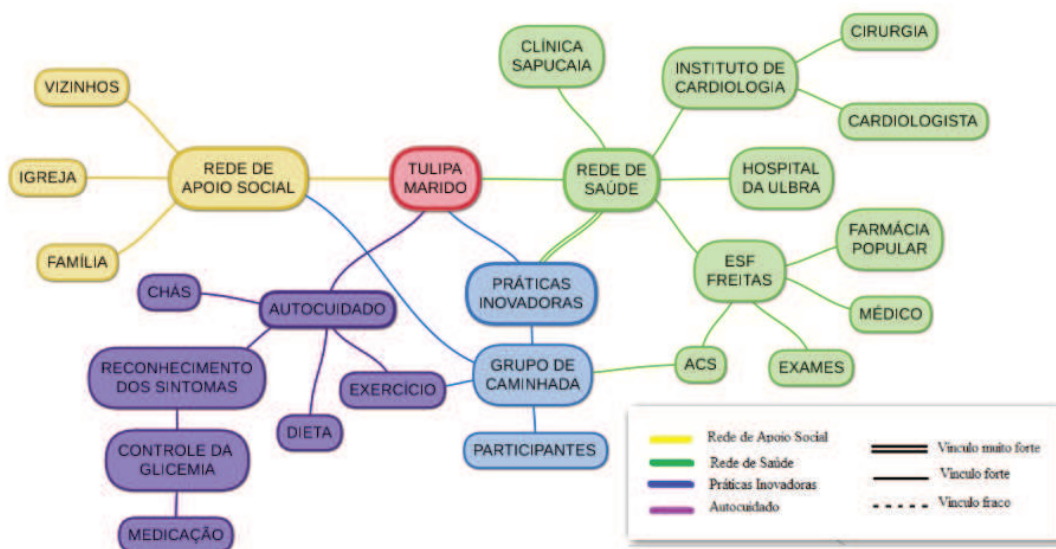 CLÍNICA
SAPUCAIA
CIRURGIA
INSTITUTO DE
CARDIOLOGIA
CARDIOLOGISTA
VIZINHOS
IGREJA
REDE DE
APOIO SOCIAL
FAMÍLIA
TULIPA
MARIDO
REDE DE
SAÚDE
HOSPITAL
DA ULBRA
FARMÁCIA
POPULAR
ESF
FREITAS
MÉDICO
EXAMES
ACS
PRÁTICAS
INOVADORAS
GRUPO DE
CAMINHADA
PARTICIPANTES
CHÁS
AUTOCUIDADO
RECONHECIMENTO
DOS SINTOMAS
EXERCÍCIO
DIETA
CONTROLE DA
GLICEMIA
MEDICAÇÃO
Rede de Apoio Social
Rede de Saúde
Práticas Inovadoras
Autocuidado
Vinculo muito forte
Vinculo forte
Vinculo fraco